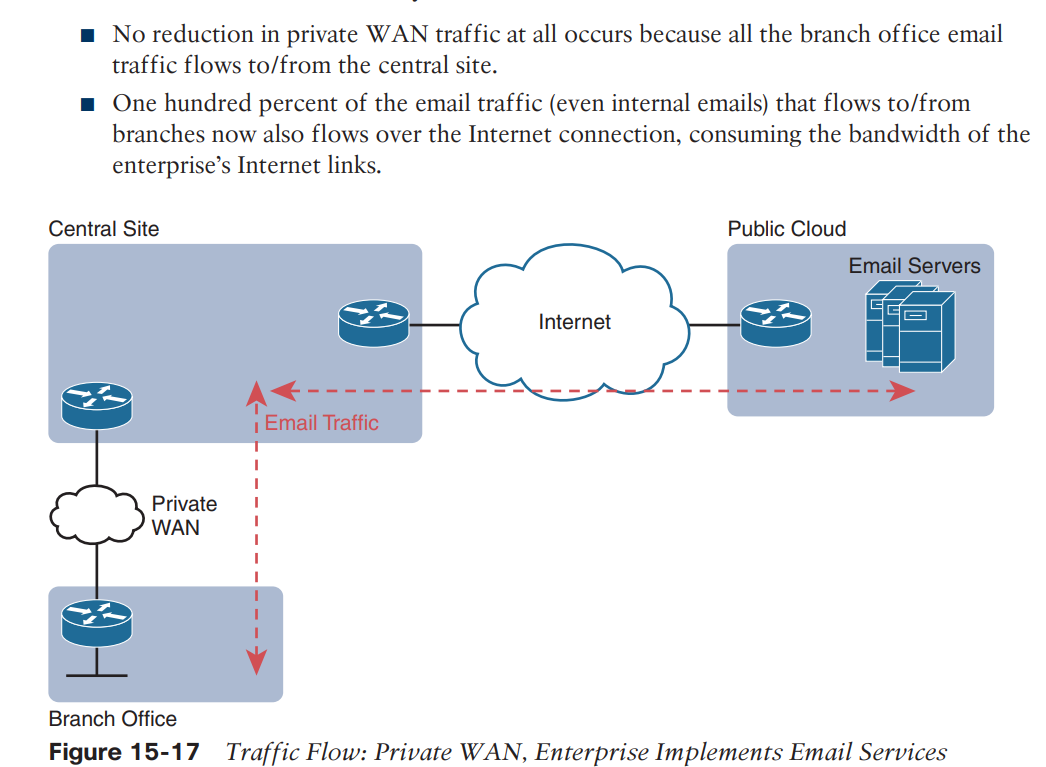 ■ No reduction in private WAN traffic at all occurs because all the branch office email
traffic flows to/from the central site.
■ One hundred percent of the email traffic (even internal emails) that flows to/from
branches now also flows over the Internet connection, consuming the bandwidth of the
enterprise’s Internet links.
Central Site
Public Cloud
Email Servers
Internet
Email Traffic
Private
WAN
Branch Office
Figure 15-17 Traffic Flow: Private WAN, Enterprise Implements Email Services